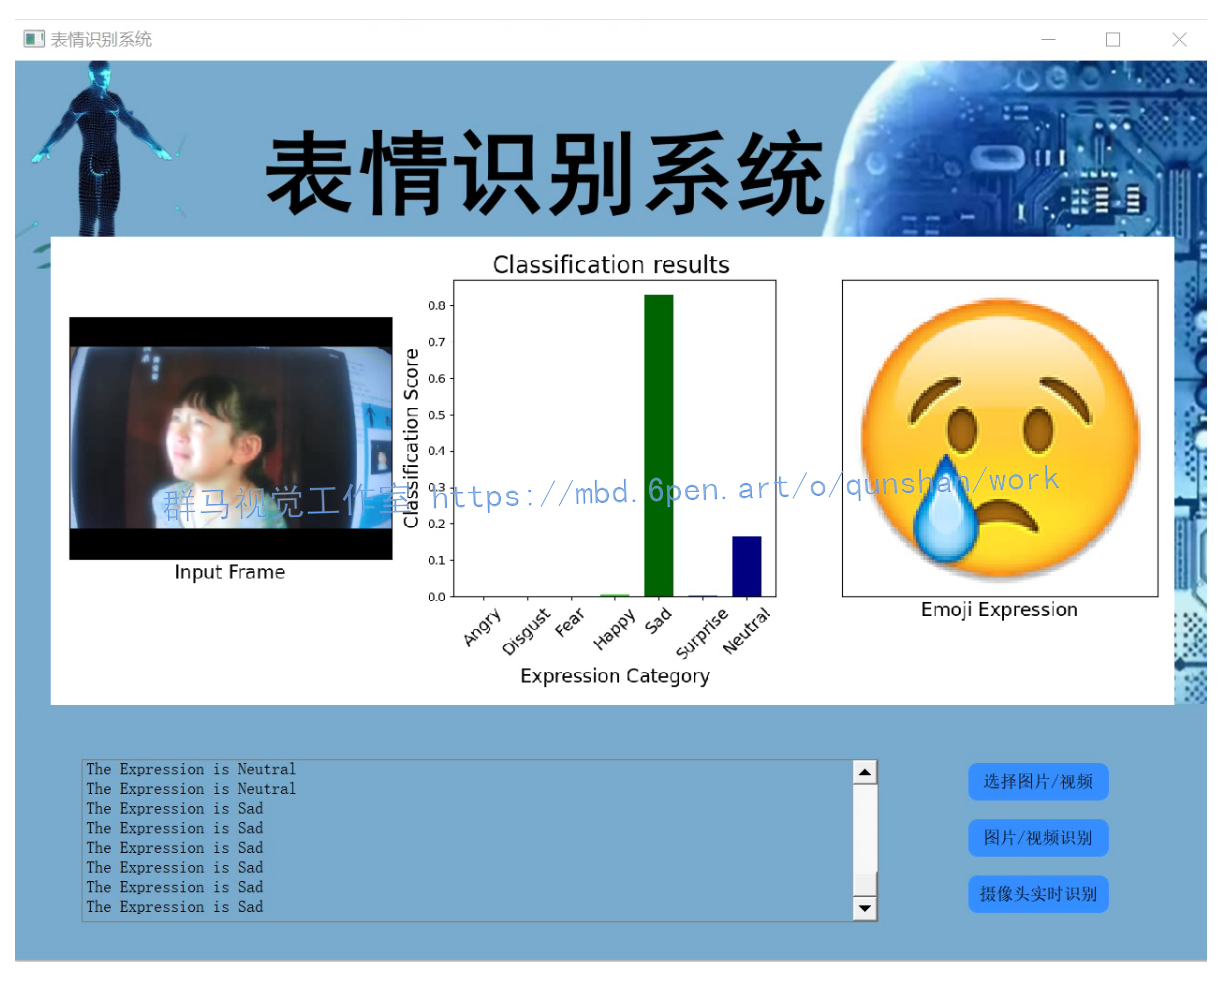 表情识别系统
表情识别系统
Classification results
Classification Score
0.8
0.7
0.6
0.5
0.4
0.3
0.2
0.1
0.0
Angry
Disgust
Fear
Happy
Sad
Surprise
Neutral
Expression Category
Input Frame
Emoji Expression
群马视觉工作室 https://mbd.6pen.art/o/qunshan/work
The Expression is Neutral
The Expression is Neutral
The Expression is Sad
The Expression is Sad
The Expression is Sad
The Expression is Sad
The Expression is Sad
The Expression is Sad
选择图片/视频
图片/视频识别
摄像头实时识别